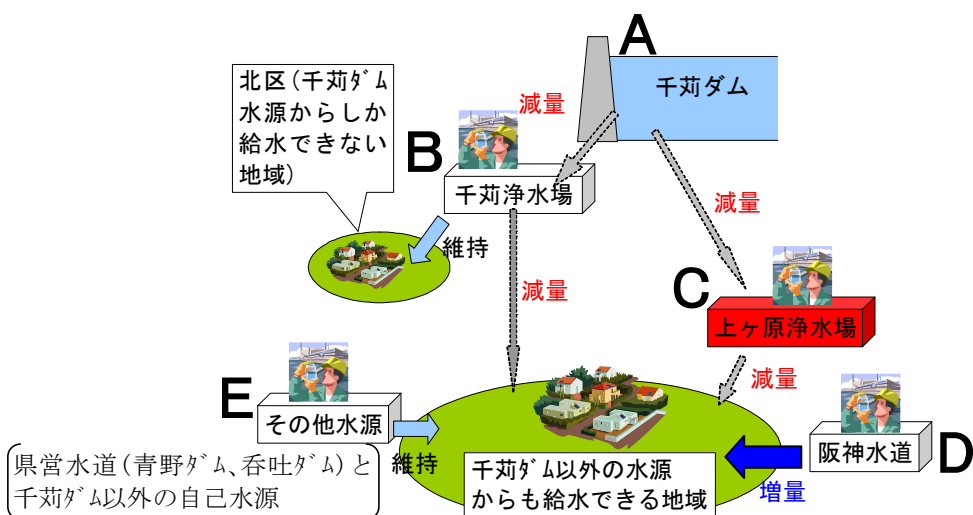 A
千苅ダム
北区(千苅ﾀﾞﾑ
水源からしか
給水できない
地域)
減量
B
千苅浄水場
減量
維持
減量
C
上ヶ原浄水場
減量
E
その他水源
維持
県営水道(青野ﾀﾞﾑ、呑吐ﾀﾞﾑ)と
千苅ﾀﾞﾑ以外の自己水源
千苅ﾀﾞﾑ以外の水源
からも給水できる地域
阪神水道
D
増量